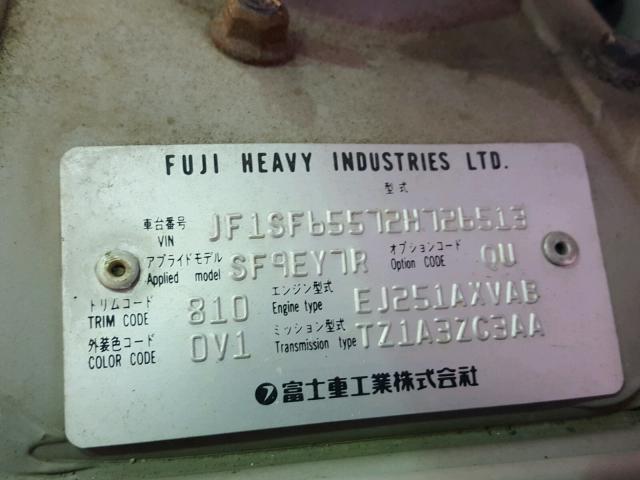 FUJI HEAVY INDUSTRIES LTD.
型式
車台番号 JF1SF65572H726513
VIN
アプライドモデル SF9EY7R オプションコード QU
Applied model Option CODE
トリムコード 810 エンジン型式 EJ251AXVAB
TRIM CODE Engine type
外装色コード 0V1 ミッション型式 TZ1A3ZC3AA
COLOR CODE Transmission type
富士重工業株式会社